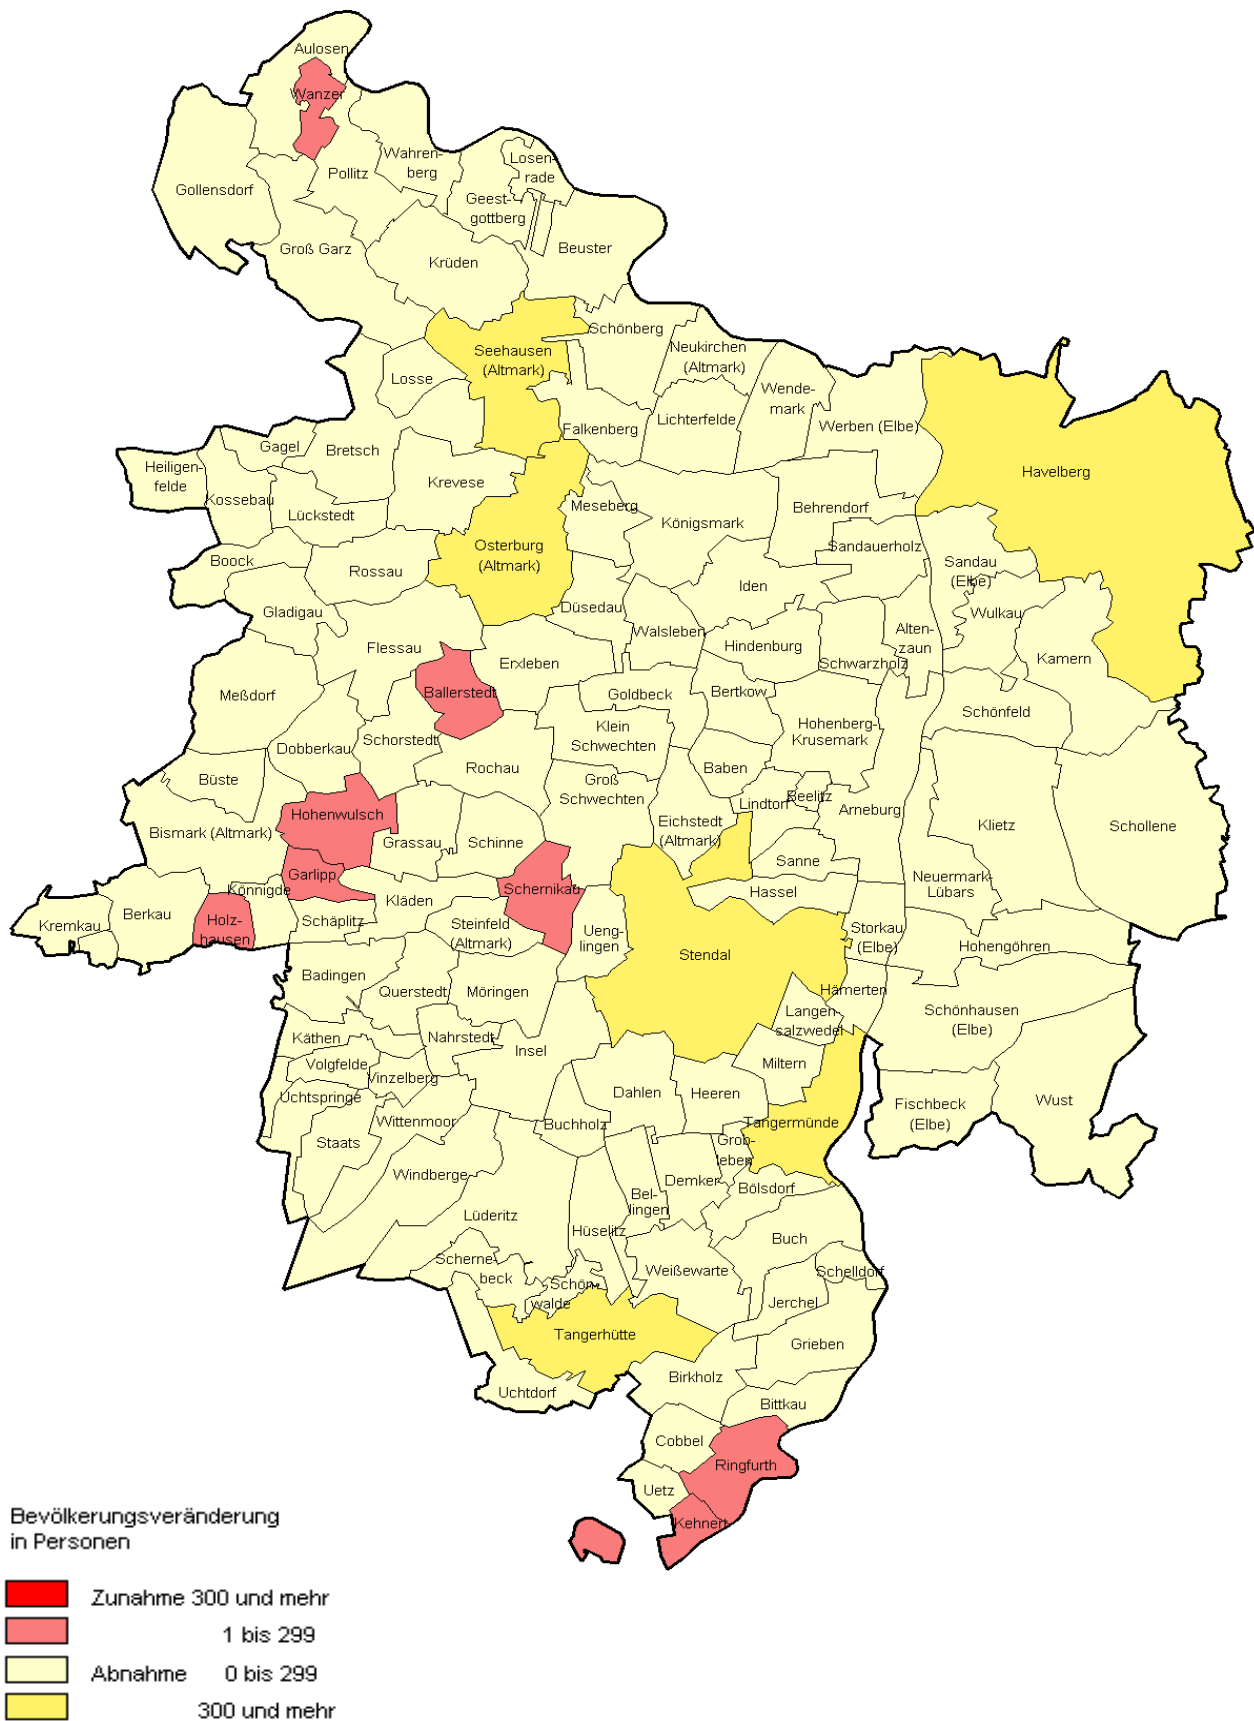 Aulosen
Wanzer
Wahren-
berg
Pollitz
Losen-
rade
Gollensdorf
Geest-
gottberg
Groß Garz
Beuster
Krüden
Schönberg
Seehausen
(Altmark)
Neukirchen
(Altmark)
Losse
Wende-
mark
Lichterfelde
Werben (Elbe)
Falkenberg
Gagel
Bretsch
Heiligen-
felde
Havelberg
Krevese
Kossebau
Lückstedt
Meseberg
Behrendorf
Königsmark
Osterburg
(Altmark)
Sandauerholz
Boock
Rossau
Sandau
(Elbe)
Iden
Gladigau
Düsedau
Wulkau
Walsleben
Alten-
zaun
Flessau
Hindenburg
Kamern
Erxleben
Schwarzholz
Meßdorf
Ballerstedt
Goldbeck
Bertkow
Schönfeld
Klein
Schwechten
Hohenberg-
Krusemark
Schorstedt
Dobberkau
Rochau
Baben
Büste
Groß
Schwechten
Beelitz
Lindtorf
Arneburg
Hohenwulsch
Eichstedt
(Altmark)
Klietz
Schollene
Bismark (Altmark)
Grassau
Schinne
Sanne
Garlipp
Neuermark-
Lübars
Könnigde
Schernikau
Hassel
Kläden
Berkau
Holz-
hausen
Schäplitz
Kremkau
Steinfeld
(Altmark)
Ueng-
lingen
Storkau
(Elbe)
Hohengöhren
Stendal
Badingen
Querstedt
Möringen
Hämerten
Langen-
salzwedel
Schönhausen
(Elbe)
Käthen
Nahrstedt
Insel
Volgfelde
Miltern
Vinzelberg
Uchtspringe
Dahlen
Heeren
Wust
Fischbeck
(Elbe)
Wittenmoor
Buchholz
Tangermünde
Staats
Grob-
leben
Windberge
Demker
Bölsdorf
Bel-
lingen
Lüderitz
Hüselitz
Buch
Scherne-
beck
Weißewarte
Schelldorf
Schön-
walde
Jerchel
Tangerhütte
Grieben
Birkholz
Uchtdorf
Bittkau
Cobbel
Ringfurth
Uetz
Kehnert
Bevölkerungsveränderung
in Personen
Zunahme 300 und mehr
1 bis 299
Abnahme 0 bis 299
300 und mehr